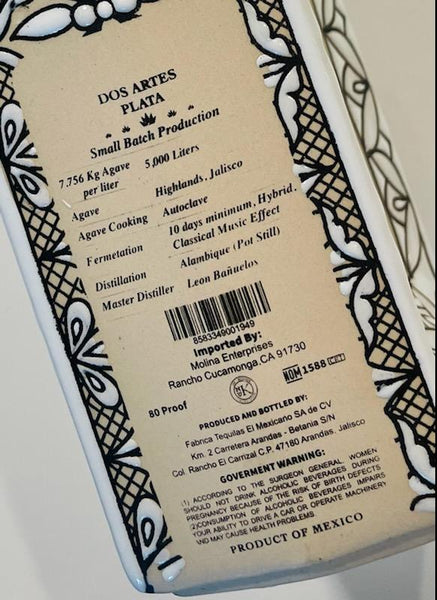 DOS ARTES
PLATA
Small Batch Production
7.756 Kg Agave per liter 5,000 Liters
Agave Highlands, Jalisco
Agave Cooking Autoclave
Fermetation 10 days minimum, Hybrid.
Classical Music Effect
Distillation Alambique (Pot Still)
Master Distiller Leon Bañuelos
8583349001949
Imported By:
Molina Enterprises
Rancho Cucamonga,CA 91730
80 Proof NOM 1588 CRT
PRODUCED AND BOTTLED BY:
Fabrica Tequilas El Mexicano SA de CV
Km. 2 Carretera Arandas - Betania S/N
Col. Rancho El Carrizal C.P. 47180 Arandas, Jalisco
GOVERMENT WARNING:
(1) ACCORDING TO THE SURGEON GENERAL, WOMEN
SHOULD NOT DRINK ALCOHOLIC BEVERAGES DURING
PREGNANCY BECAUSE OF THE RISK OF BIRTH DEFECTS
(2)CONSUMPTION OF ALCOHOLIC BEVERAGES IMPAIRS
YOUR ABILITY TO DRIVE A CAR OR OPERATE MACHINERY
AND MAY CAUSE HEALTH PROBLEMS.
PRODUCT OF MEXICO